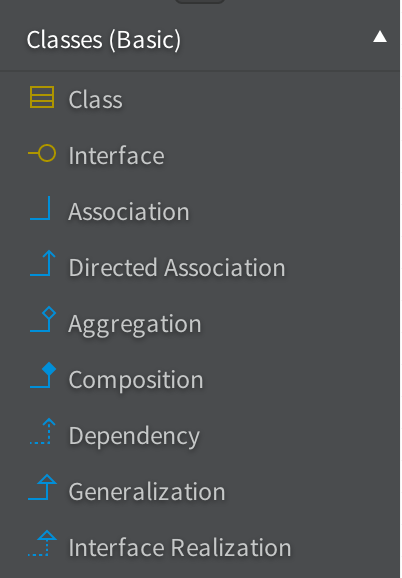 Classes (Basic)
Class
Interface
Association
Directed Association
Aggregation
Composition
Dependency
Generalization
Interface Realization